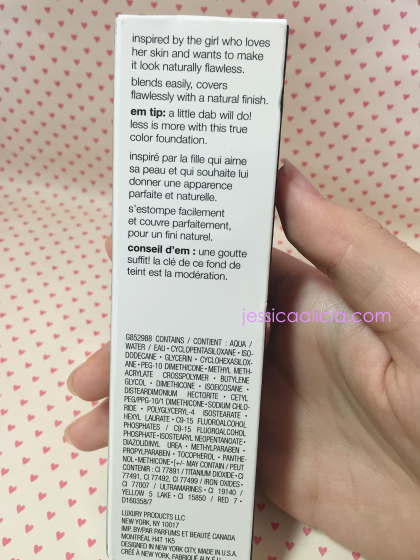 inspired by the girl who loves
her skin and wants to make
it look naturally flawless.
blends easily, covers
flawlessly with a natural finish.
em tip: a little dab will do!
less is more with this true
color foundation.
inspiré par la fille qui aime
sa peau et qui souhaite lui
donner une apparence
parfaite et naturelle.
s'estompe facilement
et couvre parfaitement,
pour un fini naturel.
conseil d'em : une goutte
suffit! la clé de ce fond de
teint est la modération.
jessicaalicia.com
G852988 CONTAINS / CONTIENT : AQUA /
WATER / EAU • CYCLOPENTASILOXANE • ISO-
DODECANE • GLYCERIN • CYCLOHEXASILOX-
ANE • PEG-10 DIMETHICONE • METHYL METH-
ACRYLATE CROSSPOLYMER • BUTYLENE
GLYCOL • DIMETHICONE • ISOEICOSANE •
DISTEARDIMONIUM HECTORITE • CETYL
PEG/PPG-10/1 DIMETHICONE • SODIUM CHLO-
RIDE • POLYGLYCERYL-4 ISOSTEARATE •
HEXYL LAURATE • C9-15 FLUOROALCOHOL
PHOSPHATES / C9-15 FLUOROALCOHOL
PHOSPHATE • ISOSTEARYL NEOPENTANOATE
DIAZOLIDINYL UREA • METHYLPARABEN •
PROPYLPARABEN • TOCOPHEROL • PANTHE-
NOL • METHICONE • [+/- MAY CONTAIN / PEUT
CONTENIR : CI 77891 / TITANIUM DIOXIDE • CI
77491, CI 77492, CI 77499 / IRON OXIDES •
CI 77007 / ULTRAMARINES • CI 19140 /
YELLOW 5 LAKE • CI 15850 / RED 7 •
D160358/7
LUXURY PRODUCTS LLC
NEW YORK, NY 10017
IMP. BY/PAR PARFUMS ET BEAUTÉ CANADA
MONTRÉAL H4T 1K5
DESIGNED IN NEW YORK CITY, MADE IN U.S.A.
CRÉÉ A NEW YORK, FABRIQUÉ